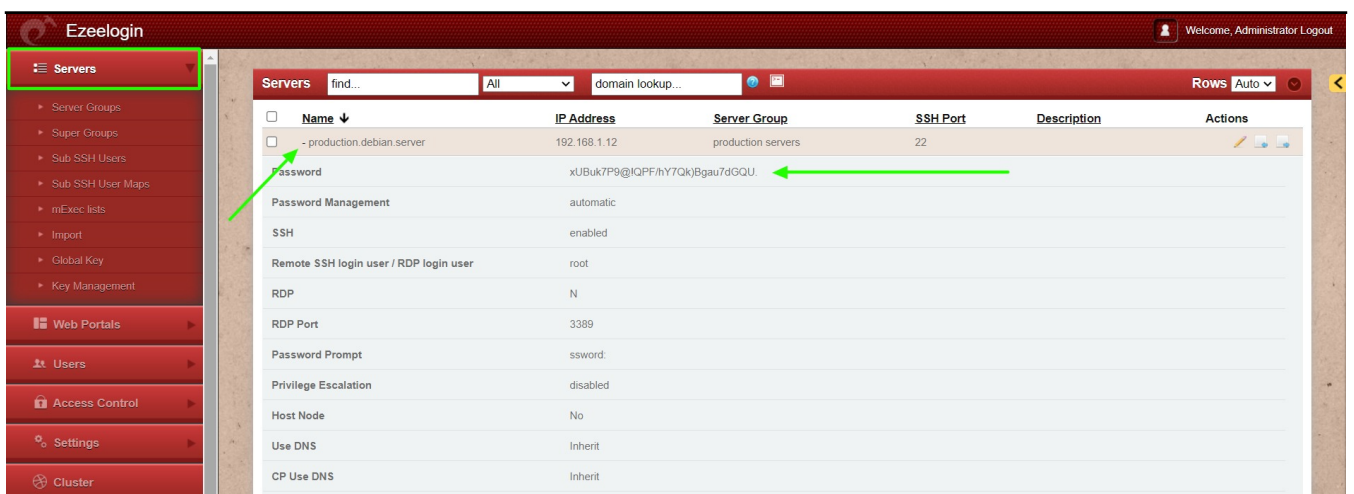 Ezeelogin
Welcome, Administrator Logout
Servers
Server Groups
Super Groups
Sub SSH Users
Sub SSH User Maps
mExec lists
Import
Global Key
Key Management
Web Portals
Users
Access Control
Settings
Cluster
Servers find... All domain lookup... Rows Auto
Name IP Address Server Group SSH Port Description Actions
- production.debian.server 192.168.1.12 production servers 22
Password xUBuk7P9@!QPF/hY7Qk)Bgau7dGQU.
Password Management automatic
SSH enabled
Remote SSH login user / RDP login user root
RDP N
RDP Port 3389
Password Prompt ssword:
Privilege Escalation disabled
Host Node No
Use DNS Inherit
CP Use DNS Inherit